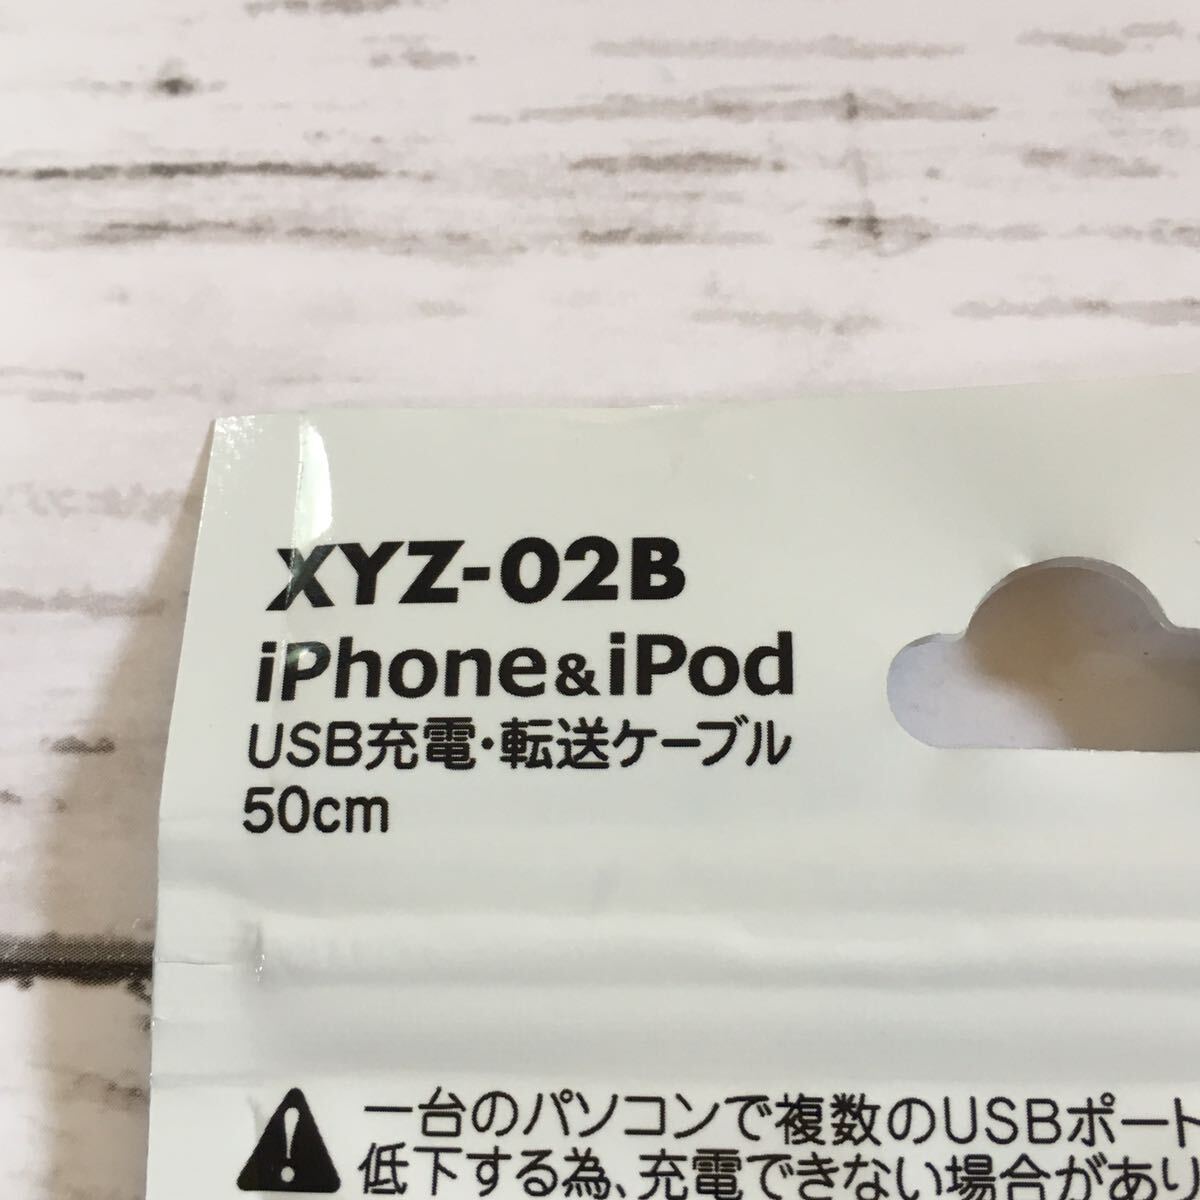 XYZ-02B
iPhone&iPod
USB充電・転送ケーブル
50cm
一台のパソコンで複数のUSBポート
低下する為、充電できない場合があり